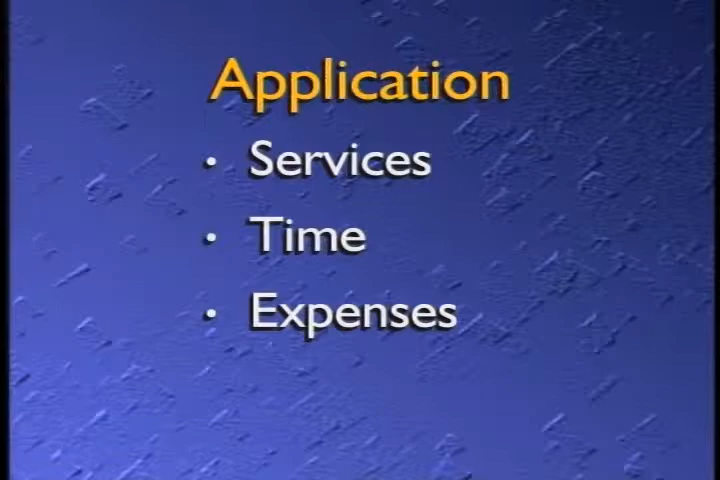 Application
· Services
· Time
· Expenses